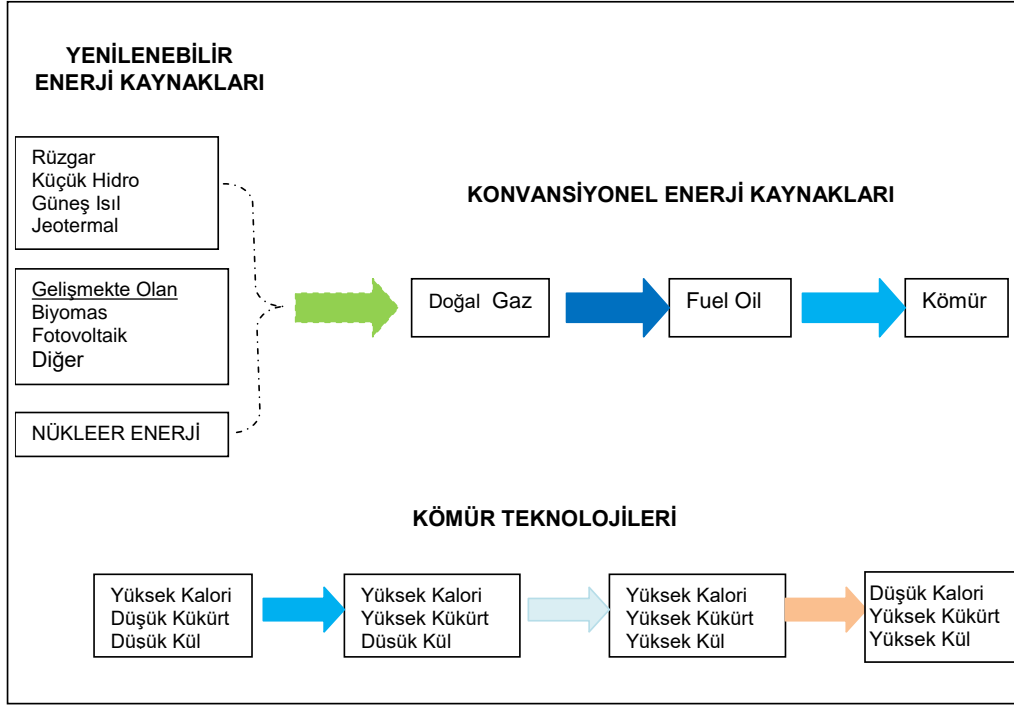 YENİLENEBİLİR
ENERJİ KAYNAKLARI
Rüzgar
Küçük Hidro
Güneş Isıl
Jeotermal
Gelişmekte Olan
Biyomas
Fotovoltaik
Diğer
NÜKLEER ENERJİ
KONVANSİYONEL ENERJİ KAYNAKLARI
Doğal Gaz
Fuel Oil
Kömür
KÖMÜR TEKNOLOJİLERİ
Yüksek Kalori
Düşük Kükürt
Düşük Kül
Yüksek Kalori
Yüksek Kükürt
Düşük Kül
Yüksek Kalori
Yüksek Kükürt
Yüksek Kül
Düşük Kalori
Yüksek Kükürt
Yüksek Kül